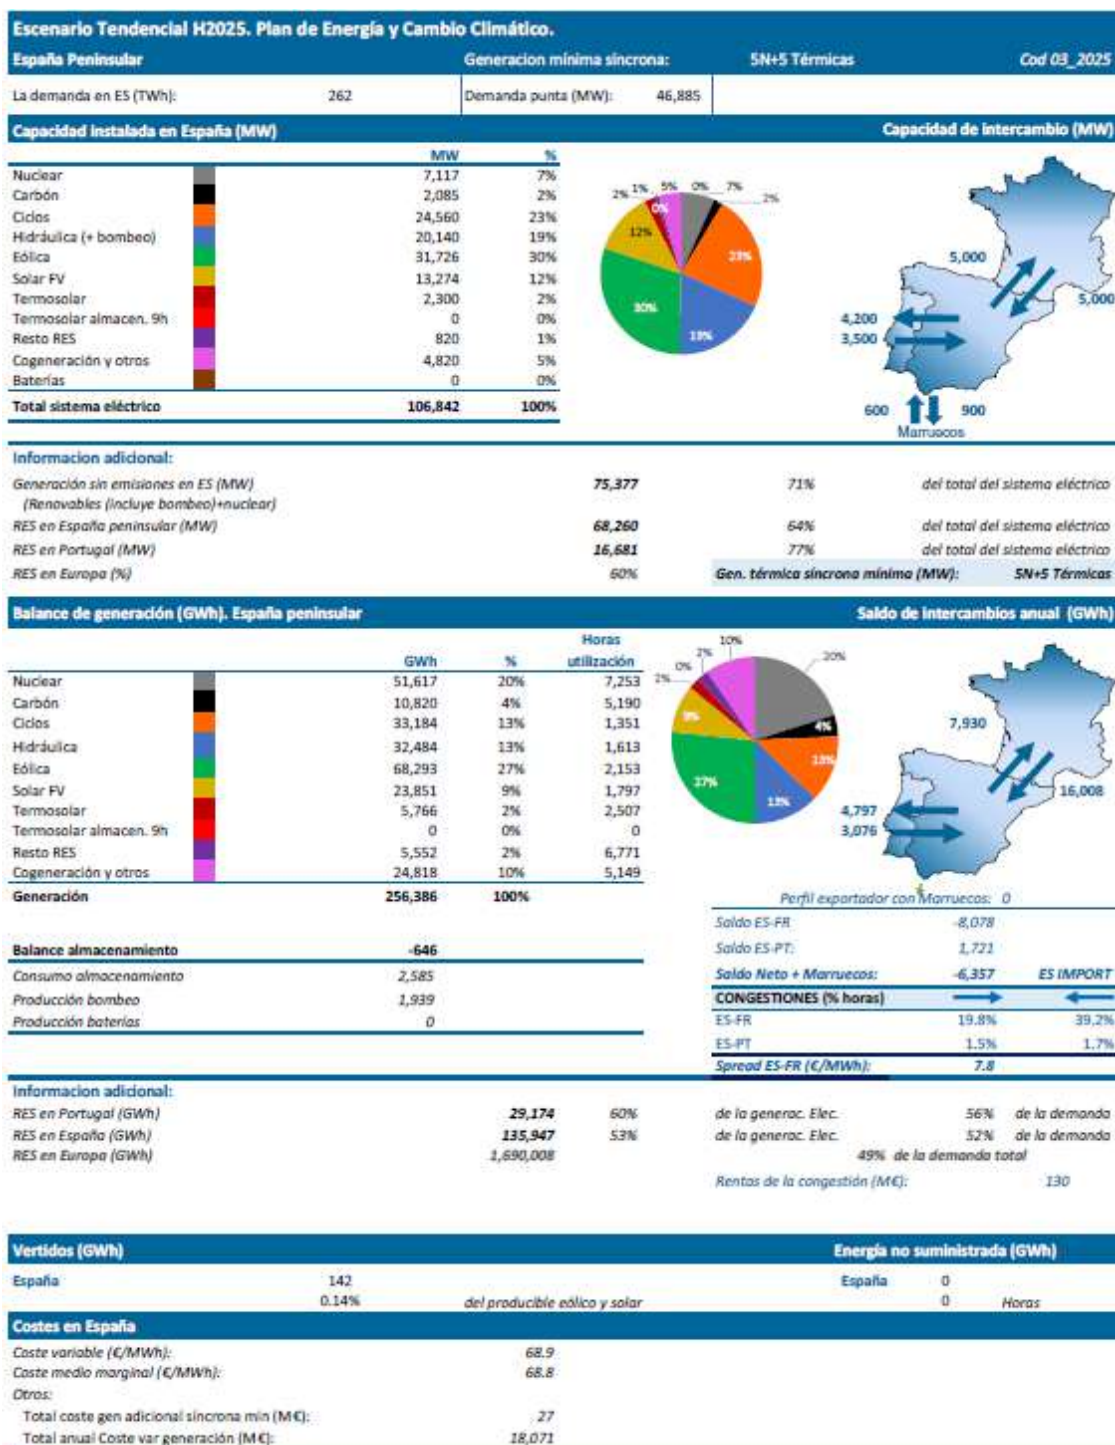 Escenario Tendencial H2025. Plan de Energía y Cambio Climático.
España Peninsular Generacion mínima síncrona: 5N+5 Térmicas Cod 03_2025
La demanda en ES (TWh): 262 Demanda punta (MW): 46,885
Capacidad instalada en España (MW) Capacidad de intercambio (MW)
MW %
Nuclear 7,117 7%
Carbón 2,085 2%
Ciclos 24,560 23%
Hidráulica (+ bombeo) 20,140 19%
Eólica 31,726 30%
Solar FV 13,274 12%
Termosolar 2,300 2%
Termosolar almacen. 9h 0 0%
Resto RES 820 1%
Cogeneración y otros 4,820 5%
Baterías 0 0%
Total sistema eléctrico 106,842 100%
2% 1% 5% 0% 7% 2%
0%
12% 23%
30% 19%
5,000
5,000
4,200
3,500
600 900
Marruecos
Informacion adicional:
Generación sin emisiones en ES (MW) 75,377 71% del total del sistema eléctrico
(Renovables (incluye bombeo)+nuclear)
RES en España peninsular (MW) 68,260 64% del total del sistema eléctrico
RES en Portugal (MW) 16,681 77% del total del sistema eléctrico
RES en Europa (%) 60% Gen. térmica síncrona mínima (MW): 5N+5 Térmicas
Balance de generación (GWh). España peninsular Saldo de intercambios anual (GWh)
Horas
GWh % utilización
Nuclear 51,617 20% 7,253
Carbón 10,820 4% 5,190
Ciclos 33,184 13% 1,351
Hidráulica 32,484 13% 1,613
Eólica 68,293 27% 2,153
Solar FV 23,851 9% 1,797
Termosolar 5,766 2% 2,507
Termosolar almacen. 9h 0 0% 0
Resto RES 5,552 2% 6,771
Cogeneración y otros 24,818 10% 5,149
Generación 256,386 100%
2% 0% 2% 10% 20%
9% 4%
13%
27% 13%
7,930
16,008
4,797
3,076
Perfil exportador con Marruecos: 0
Saldo ES-FR -8,078
Saldo ES-PT: 1,721
Saldo Neto + Marruecos: -6,357 ES IMPORT
CONGESTIONES (% horas)
ES-FR 19.8% 39,2%
ES-PT 1.5% 1.7%
Spread ES-FR (€/MWh): 7.8
Balance almacenamiento -646
Consumo almacenamiento 2,585
Producción bombeo 1,939
Producción baterías 0
Informacion adicional:
RES en Portugal (GWh) 29,174 60% de la generac. Elec. 56% de la demanda
RES en España (GWh) 135,947 53% de la generac. Elec. 52% de la demanda
RES en Europa (GWh) 1,690,008 49% de la demanda total
Rentas de la congestión (M€): 130
Vertidos (GWh) Energía no suministrada (GWh)
España 142 España 0
0.14% del producible eólico y solar 0 Horas
Costes en España
Coste variable (€/MWh): 68.9
Coste medio marginal (€/MWh): 68.8
Otros:
Total coste gen adicional síncrona min (M€): 27
Total anual Coste var generación (M€): 18,071